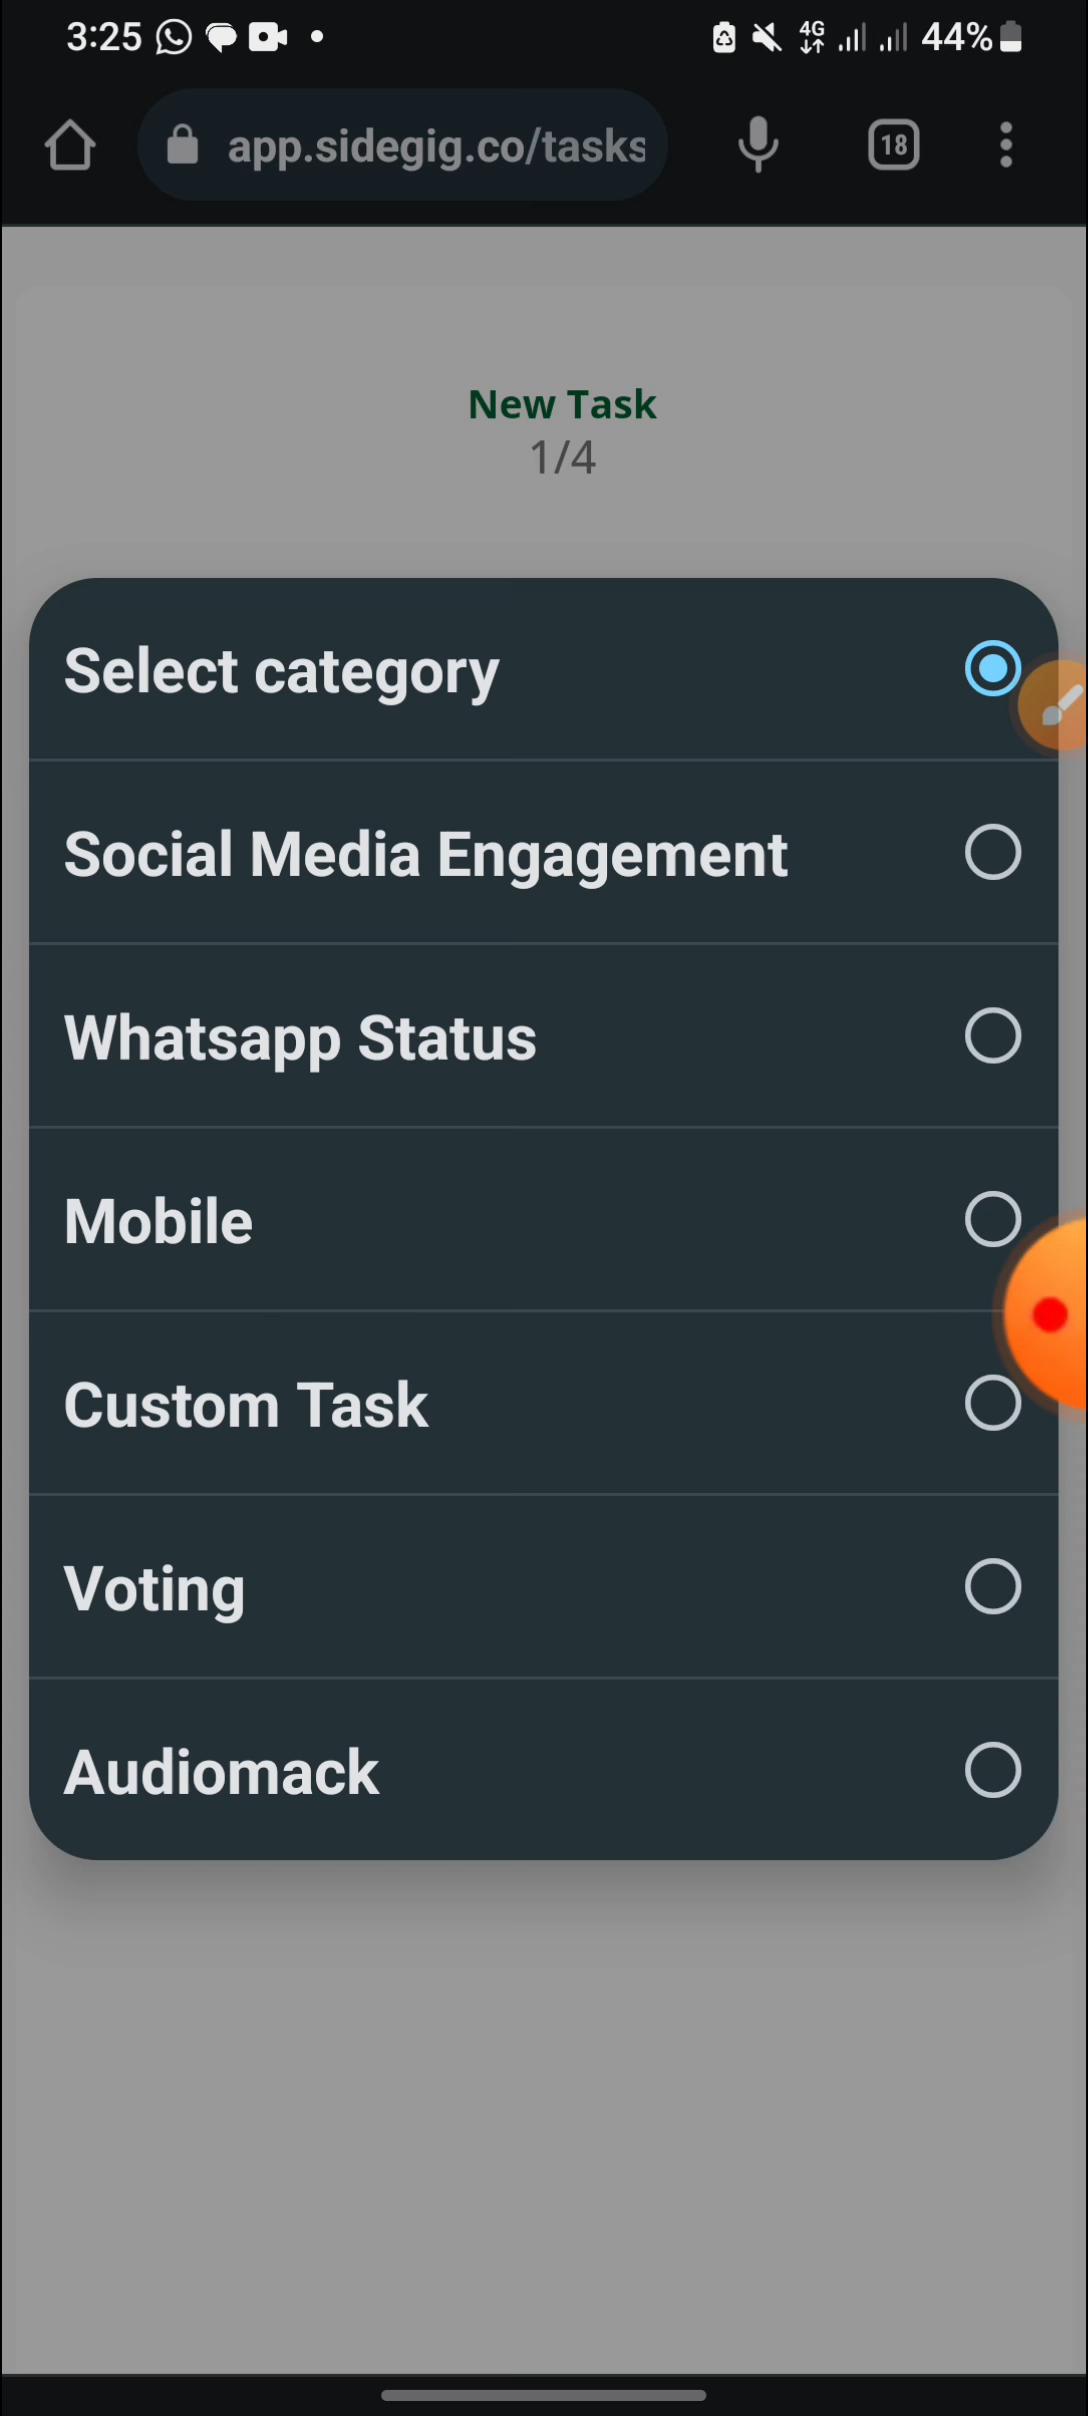 3:25 4G 44%
app.sidegig.co/tasks 18
New Task
1/4
Select category
Social Media Engagement
Whatsapp Status
Mobile
Custom Task
Voting
Audiomack